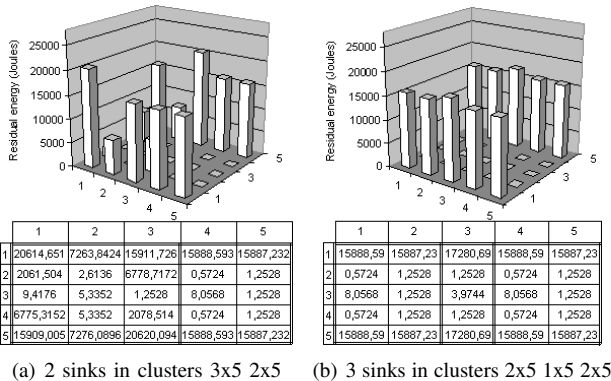 Residual energy (Joules)
25000
20000
15000
10000
5000
0
1
2
3
4
5
1
3
5
1 2 3 4 5
1 20614,651 7263,8424 15911,726 15888,593 15887,232
2 2061,504 2,6136 6778,7172 0,5724 1,2528
3 9,4176 5,3352 1,2528 8,0568 1,2528
4 6775,3152 5,3352 2078,514 0,5724 1,2528
5 15909,005 7276,0896 20620,094 15888,593 15887,232
(a) 2 sinks in clusters 3x5 2x5
Residual energy (Joules)
25000
20000
15000
10000
5000
0
1
2
3
4
5
1
3
5
1 2 3 4 5
1 15888,59 15887,23 17280,69 15888,59 15887,23
2 0,5724 1,2528 1,2528 0,5724 1,2528
3 8,0568 1,2528 3,9744 8,0568 1,2528
4 0,5724 1,2528 1,2528 0,5724 1,2528
5 15888,59 15887,23 17280,69 15888,59 15887,23
(b) 3 sinks in clusters 2x5 1x5 2x5